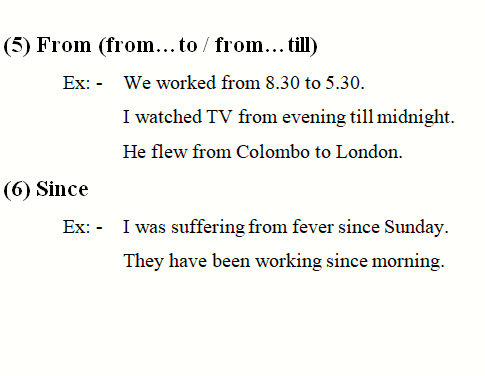 (5) From (from…to / from…till)
Ex: - We worked from 8.30 to 5.30.
I watched TV from evening till midnight.
He flew from Colombo to London.
(6) Since
Ex: - I was suffering from fever since Sunday.
They have been working since morning.